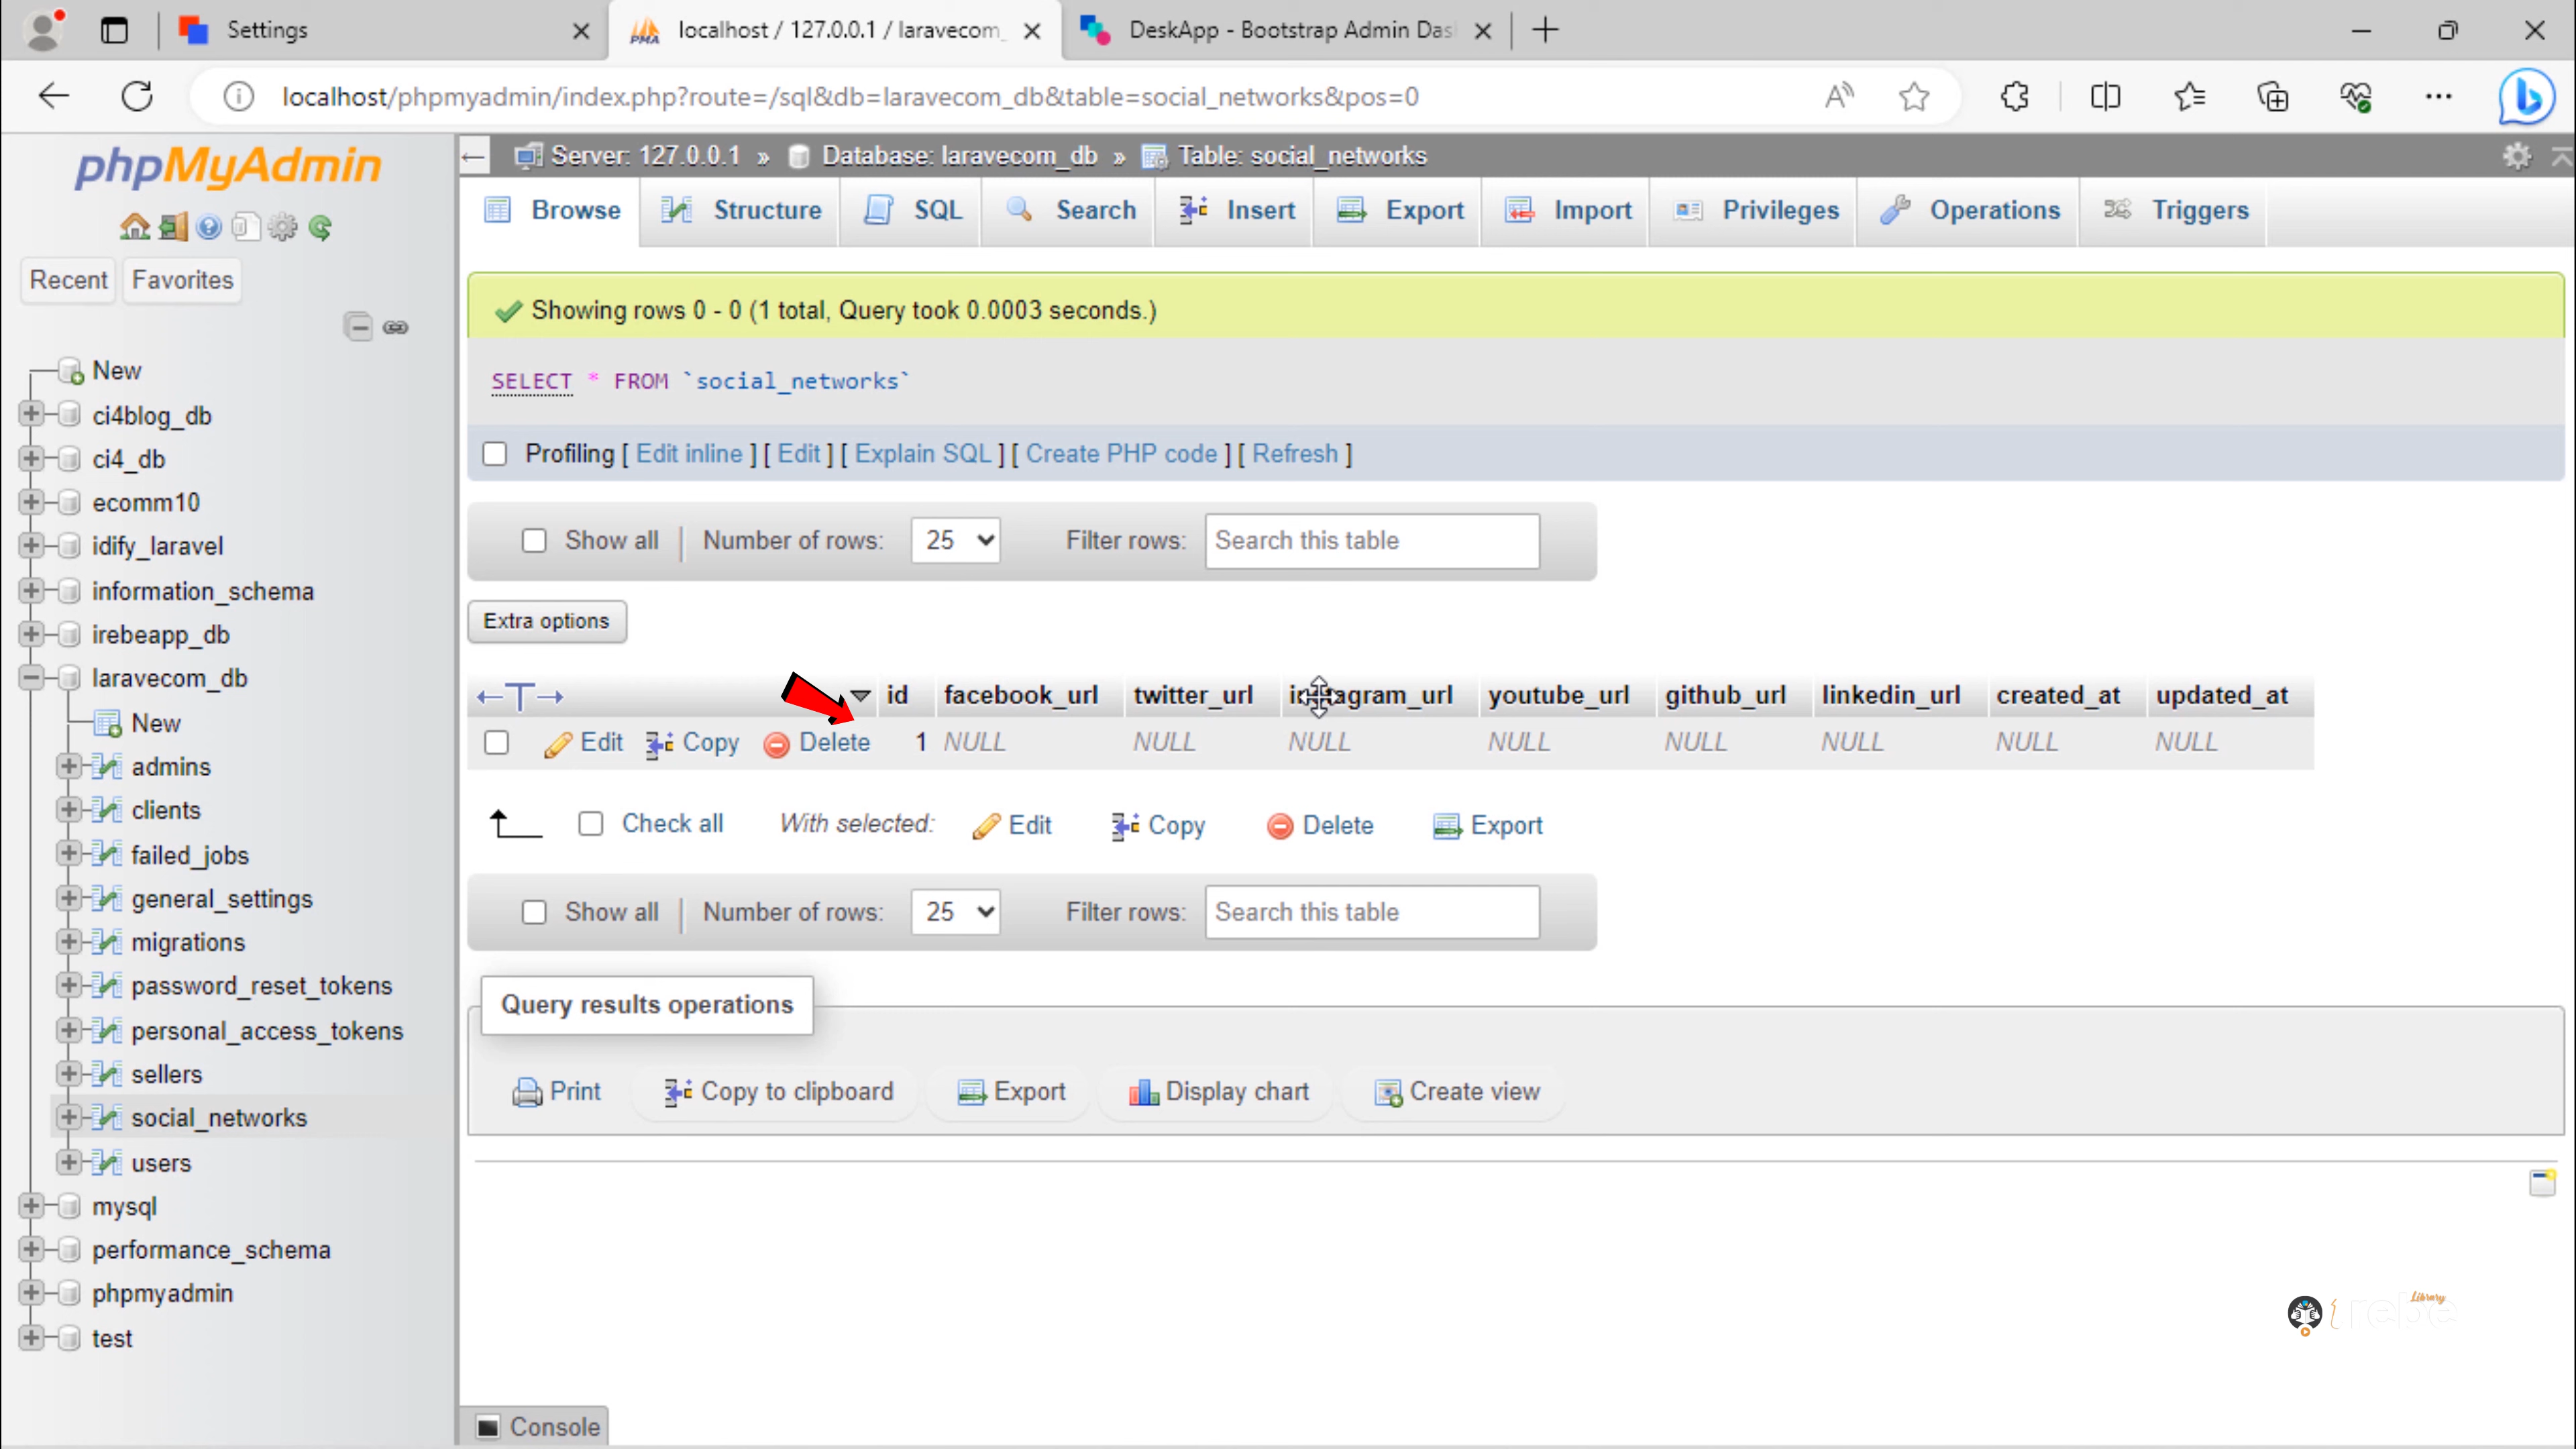 Settings
localhost / 127.0.0.1 / laravecom_
DeskApp - Bootstrap Admin Das
localhost/phpmyadmin/index.php?route=/sql&db=laravecom_db&table=social_networks&pos=0
phpMyAdmin
Recent
Favorites
New
ci4blog_db
ci4_db
ecomm10
idify_laravel
information_schema
irebeapp_db
laravecom_db
New
admins
clients
failed_jobs
general_settings
migrations
password_reset_tokens
personal_access_tokens
sellers
social_networks
users
mysql
performance_schema
phpmyadmin
test
Server: 127.0.0.1 » Database: laravecom_db » Table: social_networks
Browse Structure SQL Search Insert Export Import Privileges Operations Triggers
Showing rows 0 - 0 (1 total, Query took 0.0003 seconds.)
SELECT * FROM `social_networks`
Profiling [ Edit inline ] [ Edit ] [ Explain SQL ] [ Create PHP code ] [ Refresh ]
Show all | Number of rows: 25 Filter rows: Search this table
Extra options
←T→ id facebook_url twitter_url instagram_url youtube_url github_url linkedin_url created_at updated_at
Edit Copy Delete 1 NULL NULL NULL NULL NULL NULL NULL NULL
Check all With selected: Edit Copy Delete Export
Show all | Number of rows: 25 Filter rows: Search this table
Query results operations
Print Copy to clipboard Export Display chart Create view
Library
irebe
Console